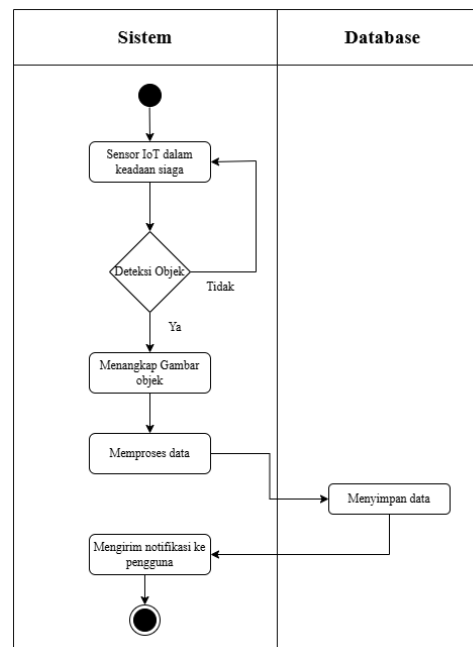 Sistem
Database
Sensor IoT dalam
keadaan siaga
Deteksi Objek
Tidak
Ya
Menangkap Gambar
objek
Memproses data
Menyimpan data
Mengirim notifikasi ke
pengguna